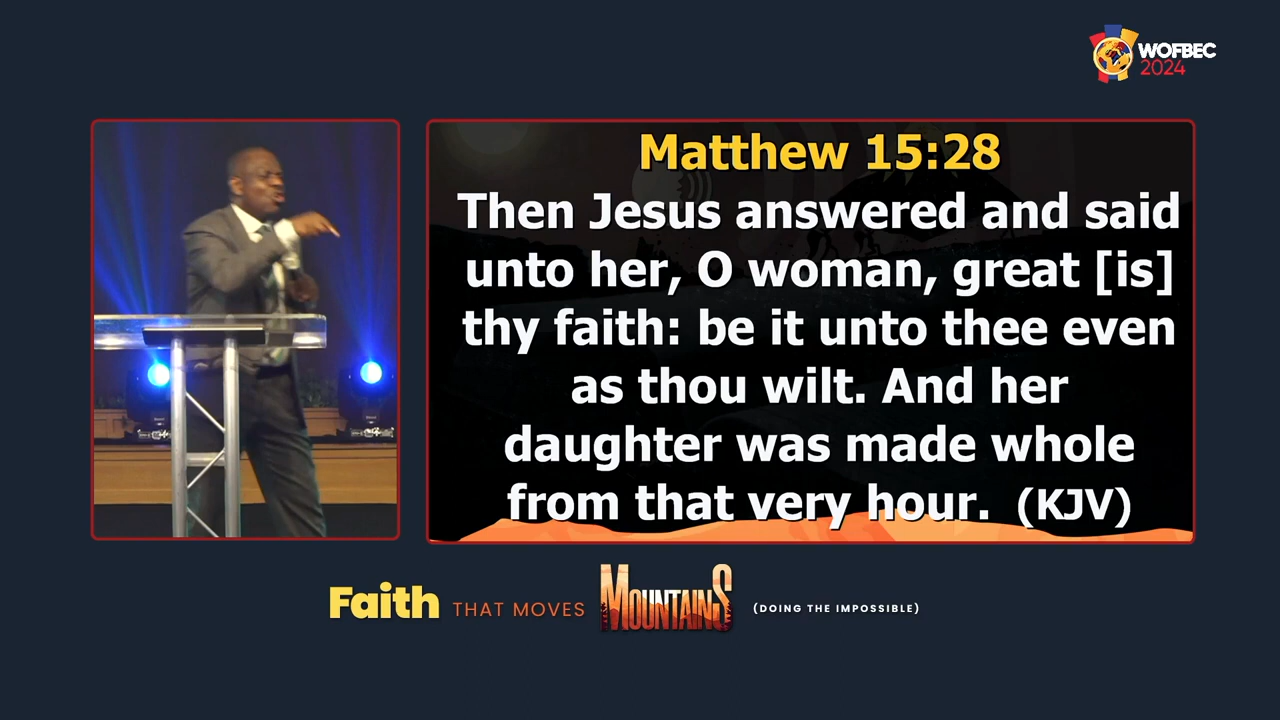 WOFBEC
2024
Matthew 15:28
Then Jesus answered and said
unto her, O woman, great [is]
thy faith: be it unto thee even
as thou wilt. And her
daughter was made whole
from that very hour. (KJV)
Faith THAT MOVES MOUNTAINS (DOING THE IMPOSSIBLE)